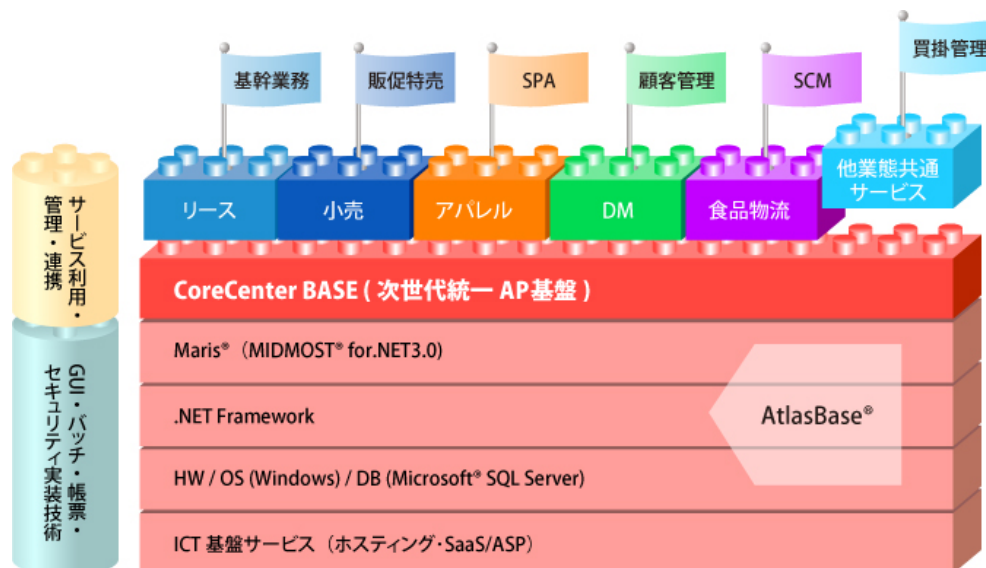 基幹業務
販促特売
SPA
顧客管理
SCM
買掛管理
リース
小売
アパレル
DM
食品物流
他業態共通
サービス
サービス利用・
管理・連携
CoreCenter BASE ( 次世代統一 AP基盤 )
GUI・バッチ・帳票・
セキュリティ実装技術
Maris®（MIDMOST® for.NET3.0)
.NET Framework
AtlasBase®
HW / OS (Windows) / DB (Microsoft® SQL Server)
ICT 基盤サービス（ホスティング・SaaS/ASP）